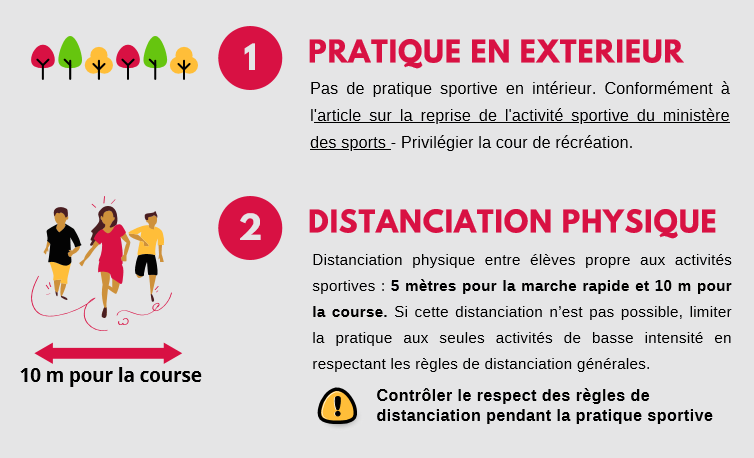 1
PRATIQUE EN EXTERIEUR
Pas de pratique sportive en intérieur. Conformément à
l'article sur la reprise de l'activité sportive du ministère
des sports - Privilégier la cour de récréation.
2
DISTANCIATION PHYSIQUE
Distanciation physique entre élèves propre aux activités
sportives : 5 mètres pour la marche rapide et 10 m pour
la course. Si cette distanciation n’est pas possible, limiter
la pratique aux seules activités de basse intensité en
respectant les règles de distanciation générales.
10 m pour la course
Contrôler le respect des règles de
distanciation pendant la pratique sportive